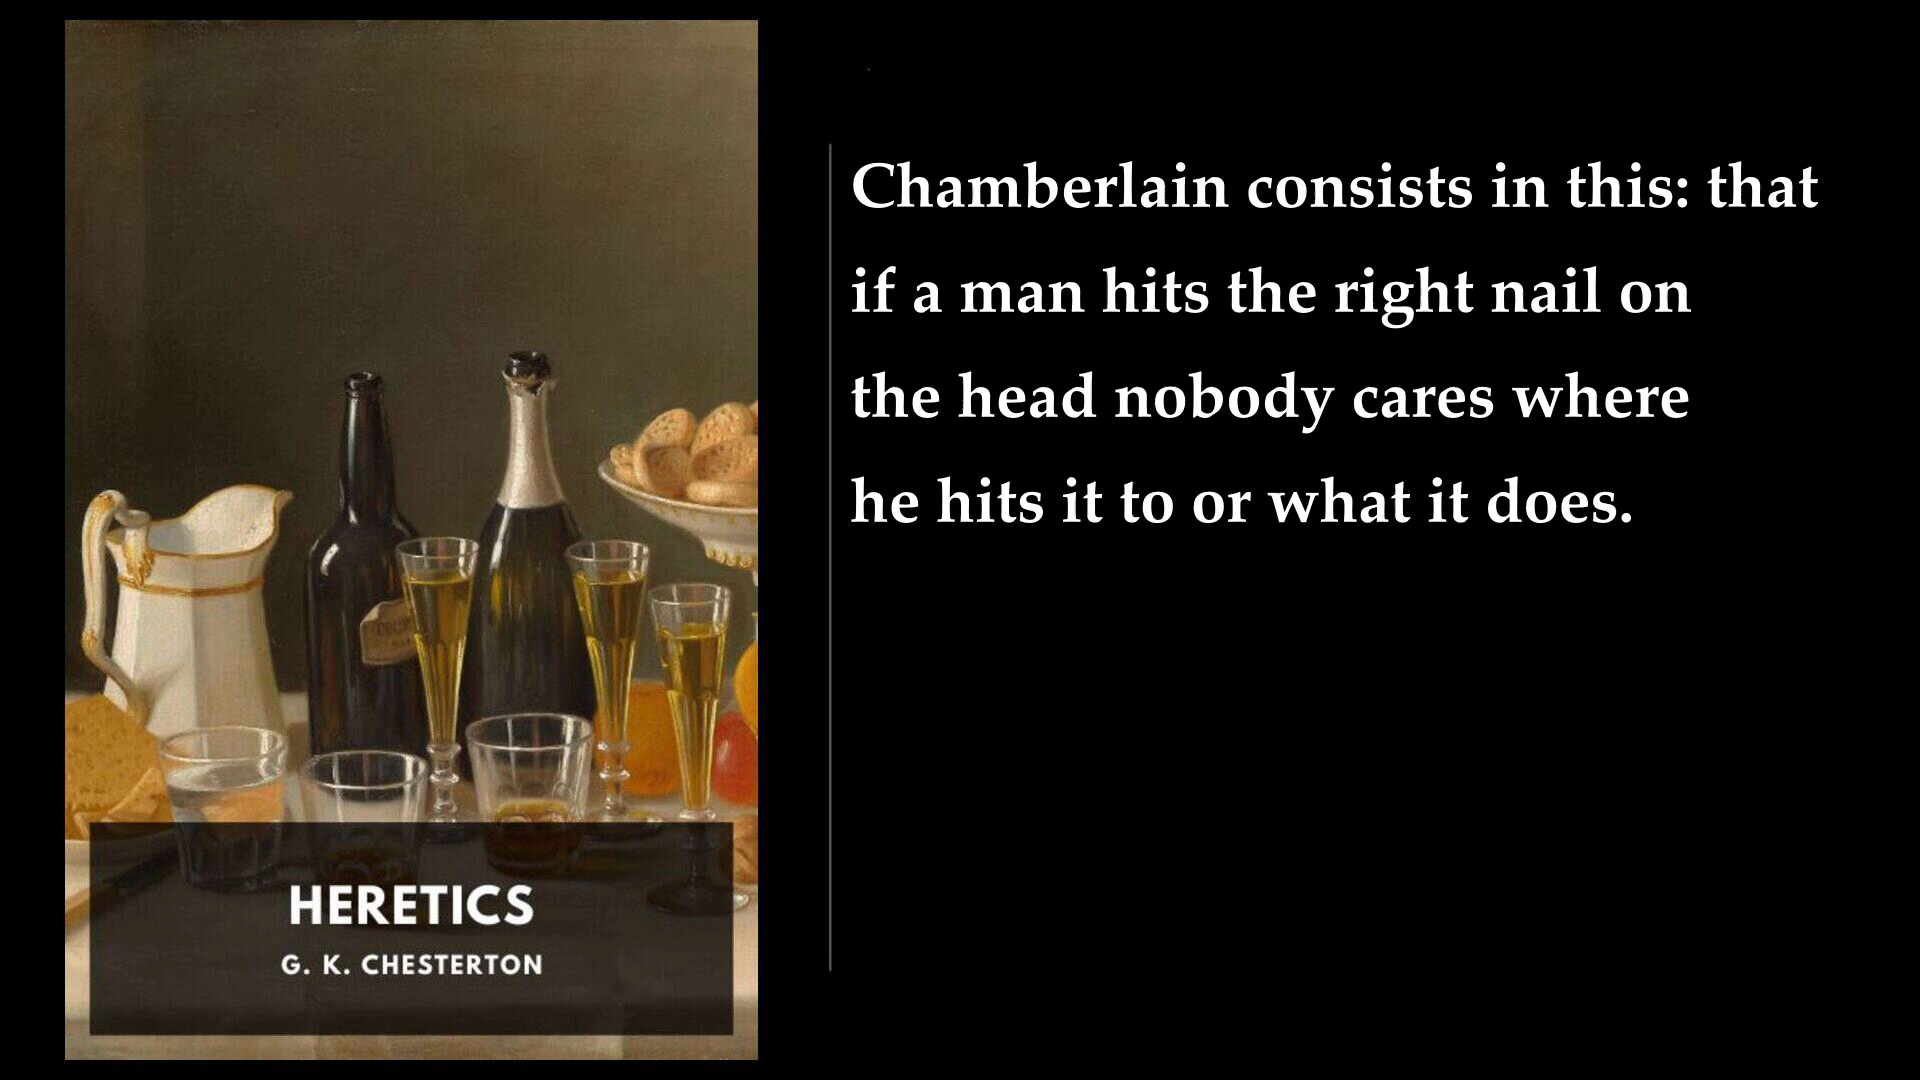 Chamberlain consists in this: that
if a man hits the right nail on
the head nobody cares where
he hits it to or what it does.
HERETICS
G. K. CHESTERTON